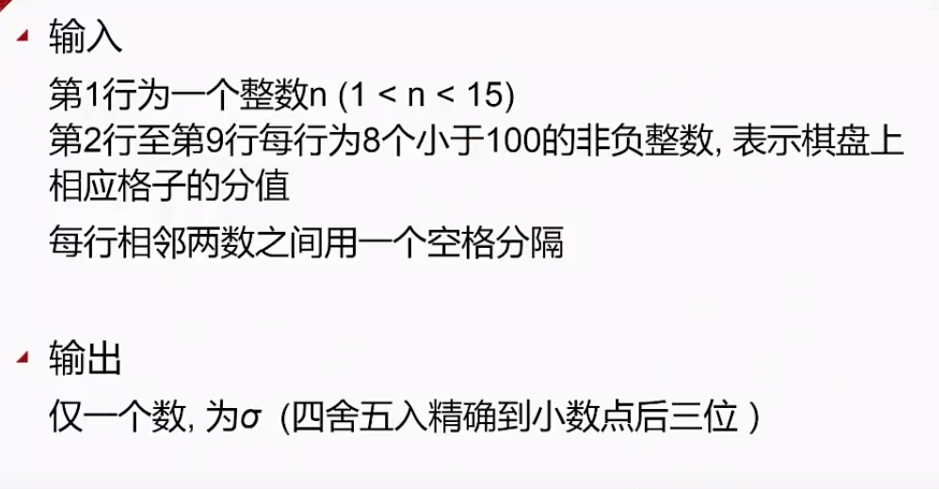 输入
第1行为一个整数n (1 < n < 15)
第2行至第9行每行为8个小于100的非负整数, 表示棋盘上
相应格子的分值
每行相邻两数之间用一个空格分隔
输出
仅一个数, 为σ (四舍五入精确到小数点后三位 )